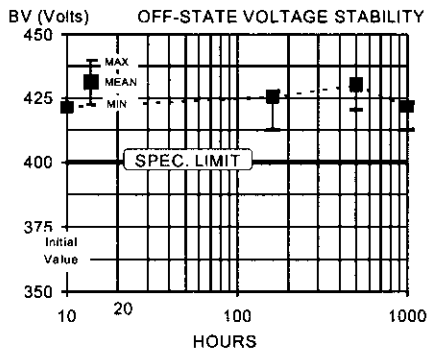 BV (Volts) OFF-STATE VOLTAGE STABILITY
450
MAX
MEAN
MIN
425
400
SPEC. LIMIT
375
Initial
Value
350
10 20 100 1000
HOURS